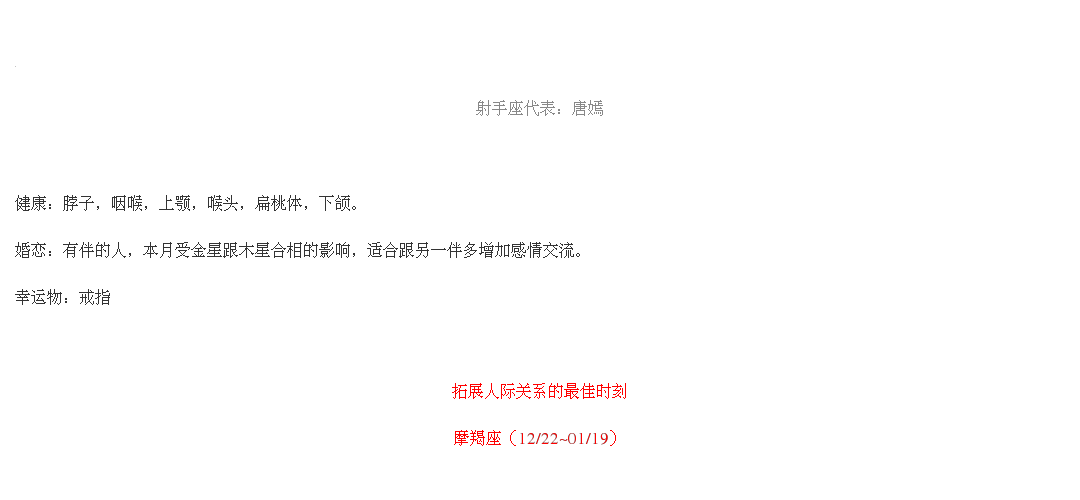 射手座代表：唐嫣
健康：脖子，咽喉，上颚，喉头，扁桃体，下颌。
婚恋：有伴的人，本月受金星跟木星合相的影响，适合跟另一伴多增加感情交流。
幸运物：戒指
拓展人际关系的最佳时刻
摩羯座（12/22~01/19）